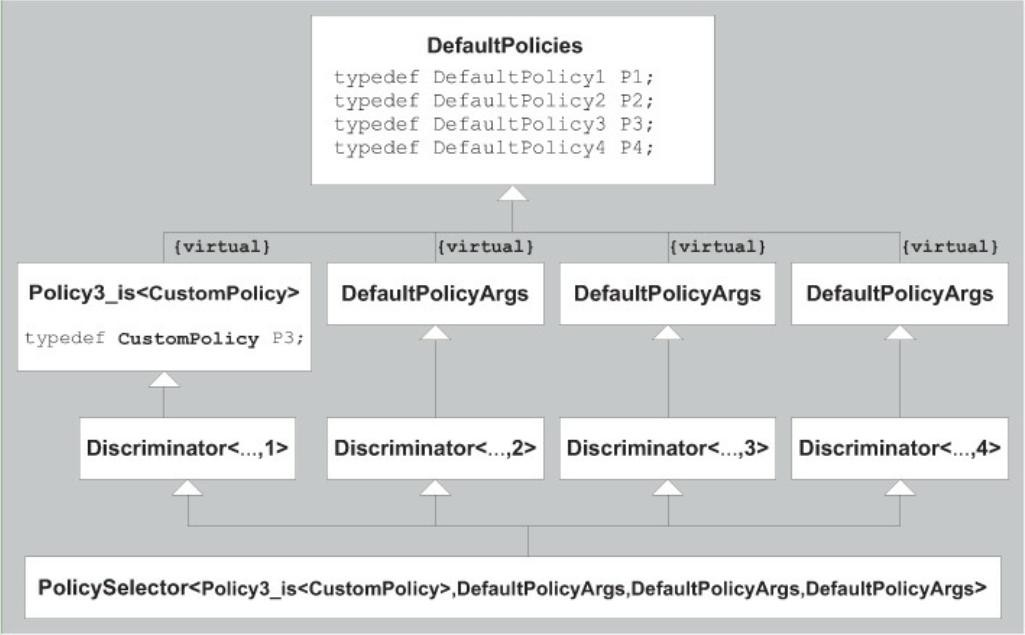 DefaultPolicies
typedef DefaultPolicy1 P1;
typedef DefaultPolicy2 P2;
typedef DefaultPolicy3 P3;
typedef DefaultPolicy4 P4;
{virtual} {virtual} {virtual} {virtual}
Policy3_is<CustomPolicy>
typedef CustomPolicy P3;
DefaultPolicyArgs
DefaultPolicyArgs
DefaultPolicyArgs
Discriminator<...,1>
Discriminator<...,2>
Discriminator<...,3>
Discriminator<...,4>
PolicySelector<Policy3_is<CustomPolicy>,DefaultPolicyArgs,DefaultPolicyArgs,DefaultPolicyArgs>